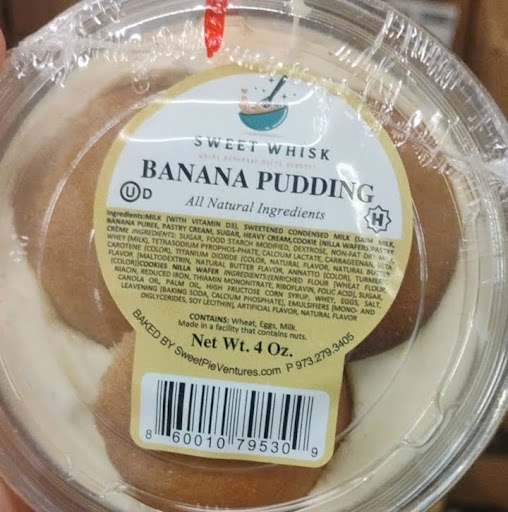 SWEET WHISK
BANANA PUDDING
All Natural Ingredients
U D
H
Ingredients:MILK (WITH VITAMIN D3), SWEETENED CONDENSED MILK (SKIM MILK,
BANANA PUREE, PASTRY CREAM, SUGAR, HEAVY CREAM,COOKIE (NILLA WAFERS)
CRÈME INGREDIENTS: SUGAR, FOOD STARCH MODIFIED, DEXTROSE, NON-FAT DRY MILK,
WHEY (MILK), TETRASODIUM PYROPHOS-PHATE, CALCIUM LACTATE, CARRAGEENAN, BETA
CAROTENE (COLOR), TITANIUM DIOXIDE (COLOR, NATURAL FLAVOR, NATURAL BUTTER
FLAVOR [MALTODEXTRIN, NATURAL BUTTER FLAVOR, ANNATTO (COLOR), TURMERIC
(COLOR)]COOKIES NILLA WAFER INGREDIENTS:(ENRICHED FLOUR [WHEAT FLOUR,
NIACIN, REDUCED IRON, THIAMIN MONONITRATE, RIBOFLAVIN, FOLIC ACID], SUGAR,
CANOLA OIL, PALM OIL, HIGH FRUCTOSE CORN SYRUP, WHEY, EGGS, SALT,
LEAVENING [BAKING SODA, CALCIUM PHOSPHATE], EMULSIFIERS [MONO- AND
DIGLYCERIDES, SOY LECITHIN], ARTIFICIAL FLAVOR, NATURAL FLAVOR
CONTAINS: Wheat, Eggs, Milk.
Made in a facility that contains nuts.
Net Wt. 4 Oz.
BAKED BY SweetPieVentures.com P 973.279.3405
8 60010 79530 9